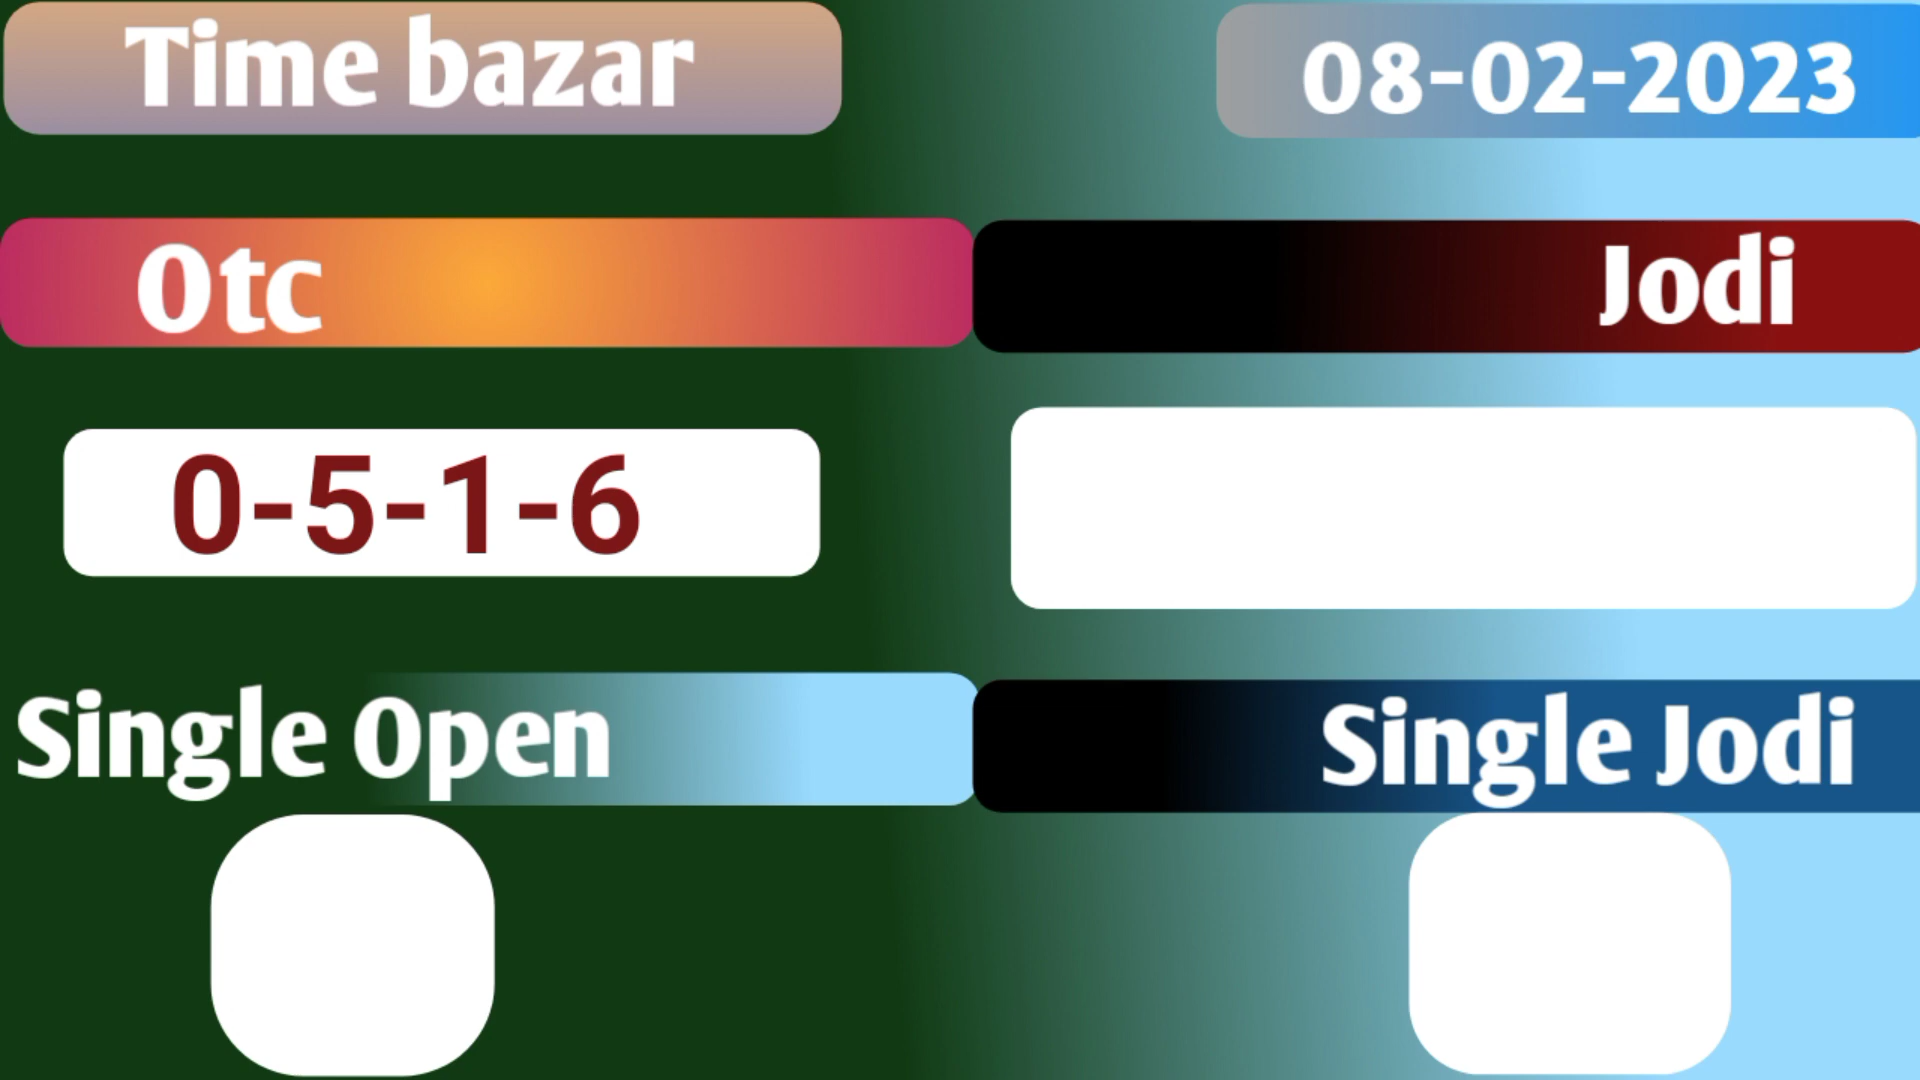 Time bazar
08-02-2023
Otc
Jodi
0-5-1-6
Single Open
Single Jodi